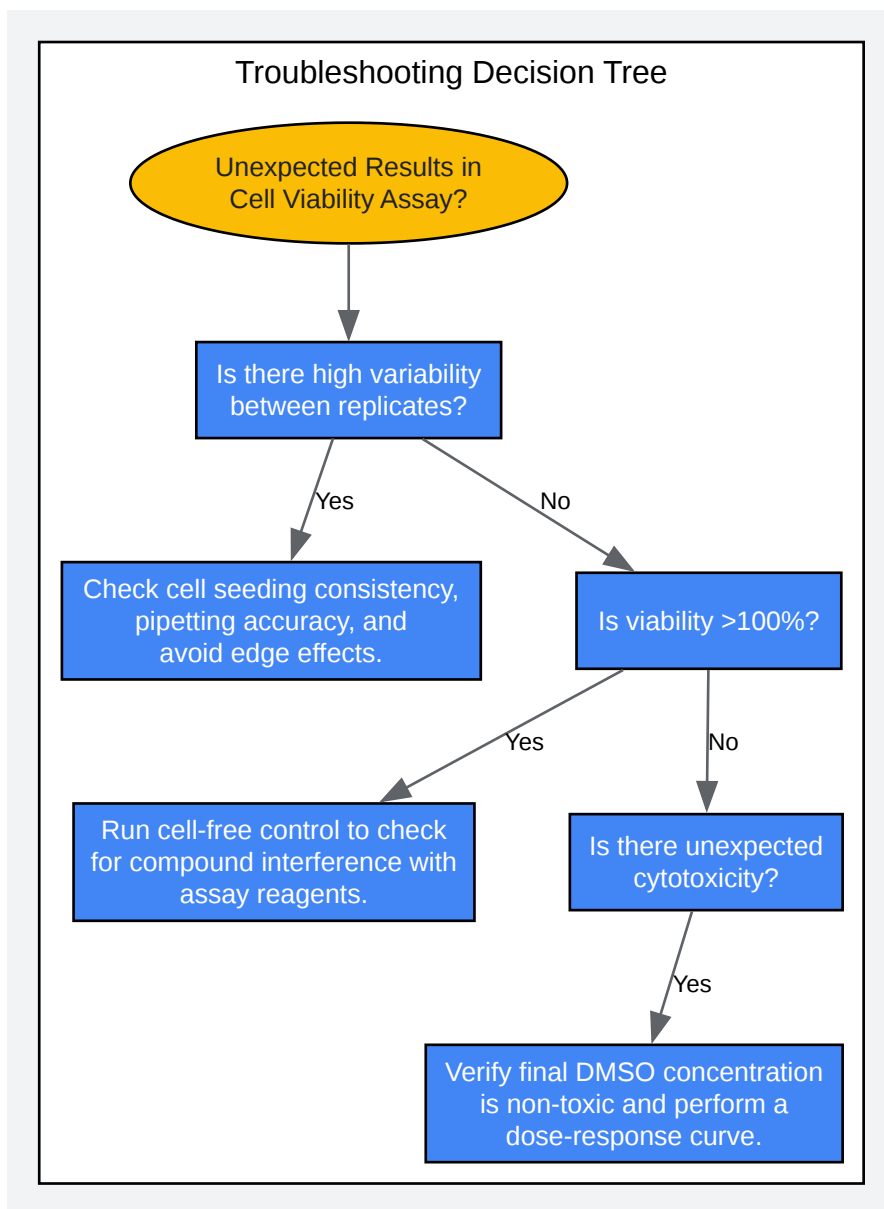 Troubleshooting Decision Tree
Unexpected Results in
Cell Viability Assay?
Is there high variability
between replicates?
Yes
No
Check cell seeding consistency,
pipetting accuracy, and
avoid edge effects.
Is viability >100%?
Yes
No
Run cell-free control to check
for compound interference with
assay reagents.
Is there unexpected
cytotoxicity?
Yes
Verify final DMSO concentration
is non-toxic and perform a
dose-response curve.